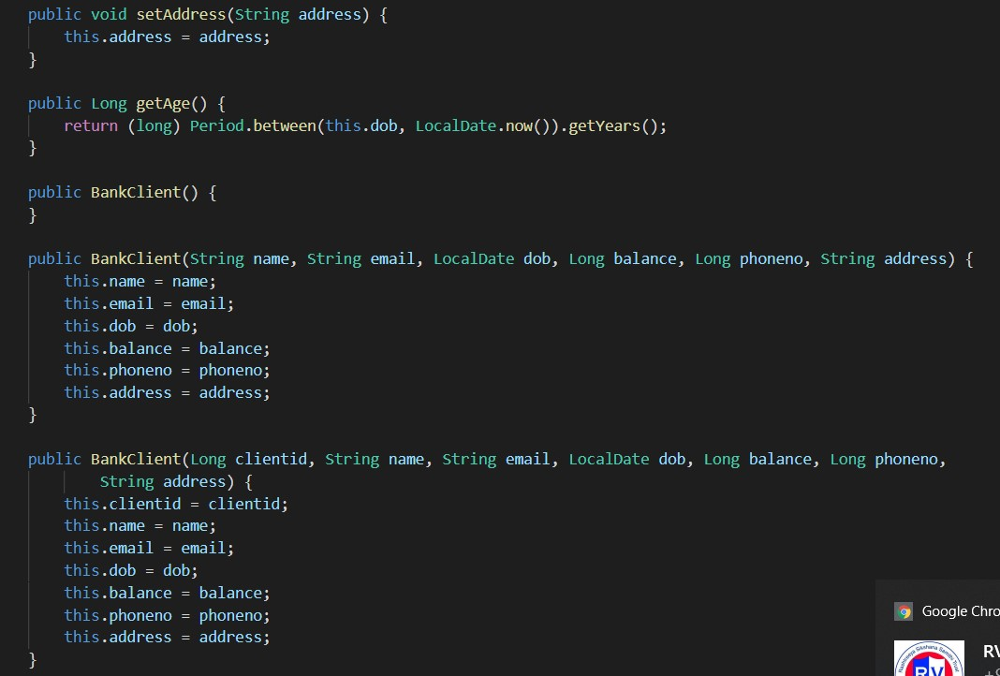 public void setAddress(String address) {
this.address = address;
}
public Long getAge() {
return (long) Period.between(this.dob, LocalDate.now()).getYears();
}
public BankClient() {
}
public BankClient(String name, String email, LocalDate dob, Long balance, Long phoneno, String address) {
this.name = name;
this.email = email;
this.dob = dob;
this.balance = balance;
this.phoneno = phoneno;
this.address = address;
}
public BankClient(Long clientid, String name, String email, LocalDate dob, Long balance, Long phoneno,
String address) {
this.clientid = clientid;
this.name = name;
this.email = email;
this.dob = dob;
this.balance = balance;
this.phoneno = phoneno;
this.address = address;
}
Google Chro
RV
Sikshana Samithi
RV